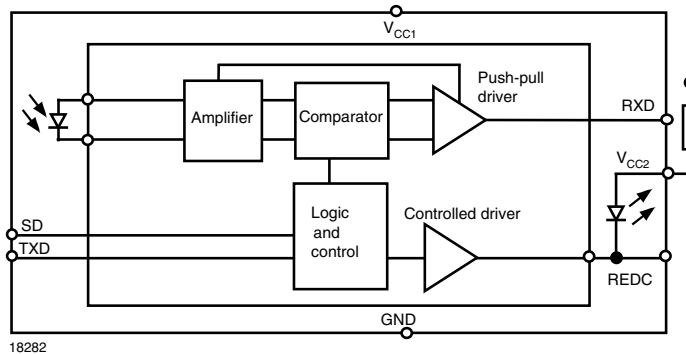 V_CC1
Push-pull
driver
Amplifier
Comparator
RXD
V_CC2
Logic
and
control
Controlled driver
SD
TXD
REDC
GND
18282